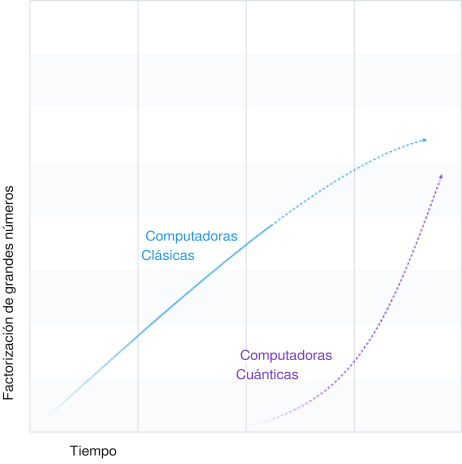 Factorización de grandes números
Computadoras
Clásicas
Computadoras
Cuánticas
Tiempo